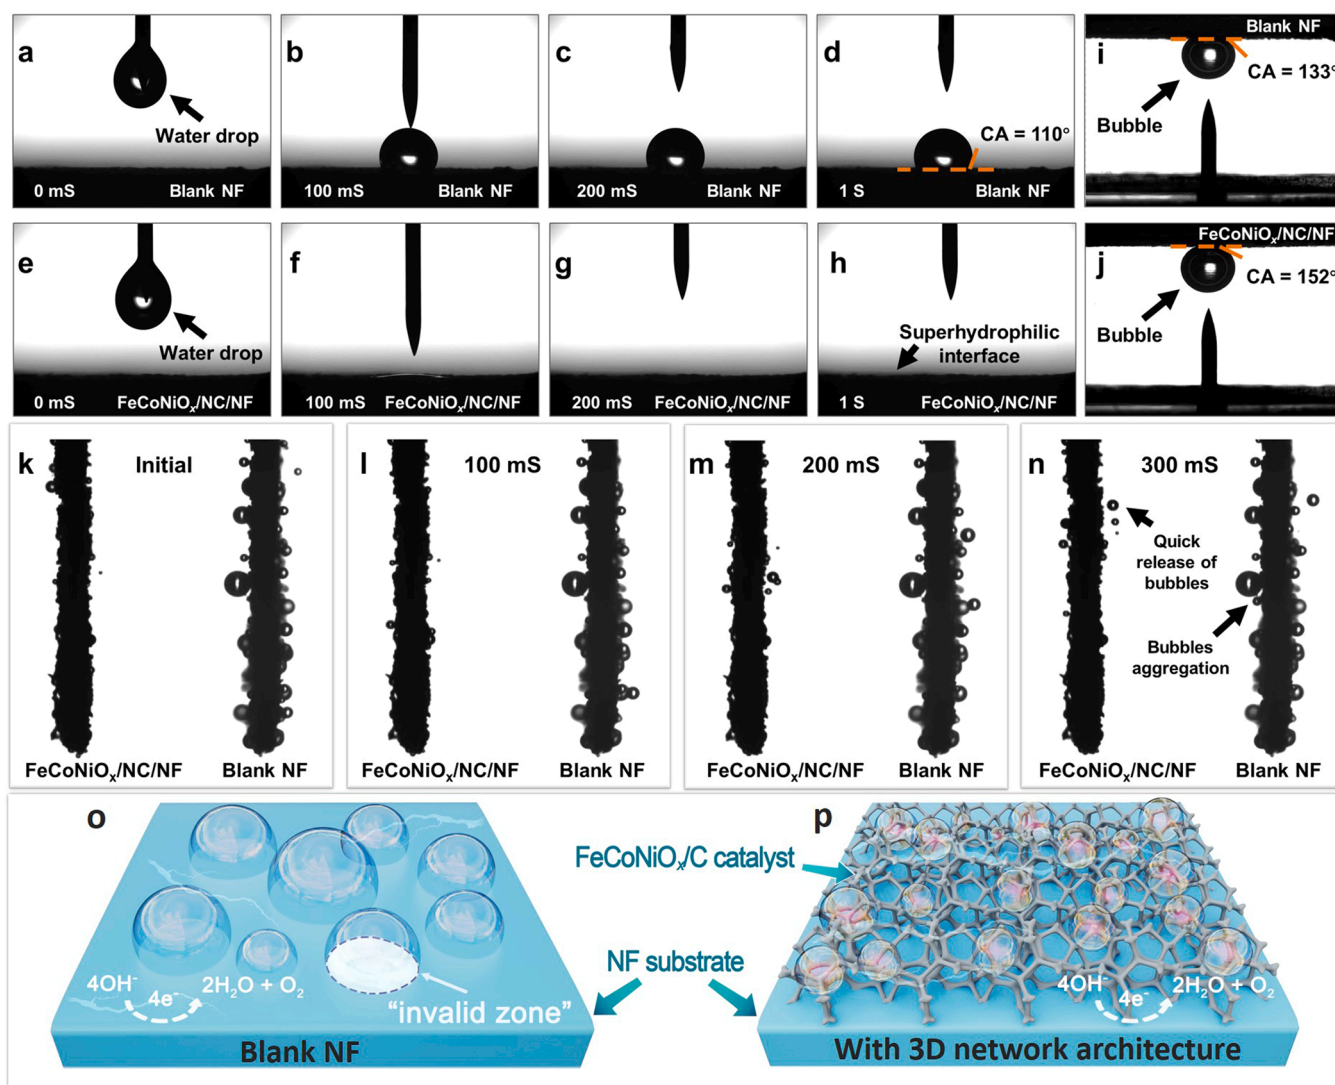 a
Water drop
0 mS
Blank NF
b
100 mS
Blank NF
c
200 mS
Blank NF
d
CA = 110°
1 S
Blank NF
Blank NF
i
CA = 133°
Bubble
e
Water drop
0 mS
FeCoNiOₓ/NC/NF
f
100 mS
FeCoNiOₓ/NC/NF
g
200 mS
FeCoNiOₓ/NC/NF
h
Superhydrophilic
interface
1 S
FeCoNiOₓ/NC/NF
FeCoNiOₓ/NC/NF
j
CA = 152°
Bubble
k
Initial
FeCoNiOₓ/NC/NF
Blank NF
l
100 mS
FeCoNiOₓ/NC/NF
Blank NF
m
200 mS
FeCoNiOₓ/NC/NF
Blank NF
n
300 mS
Quick
release of
bubbles
Bubbles
aggregation
FeCoNiOₓ/NC/NF
Blank NF
o
4OH⁻
4e⁻
2H₂O + O₂
"invalid zone"
Blank NF
FeCoNiOₓ/C catalyst
NF substrate
p
4OH⁻
4e⁻
2H₂O + O₂
With 3D network architecture